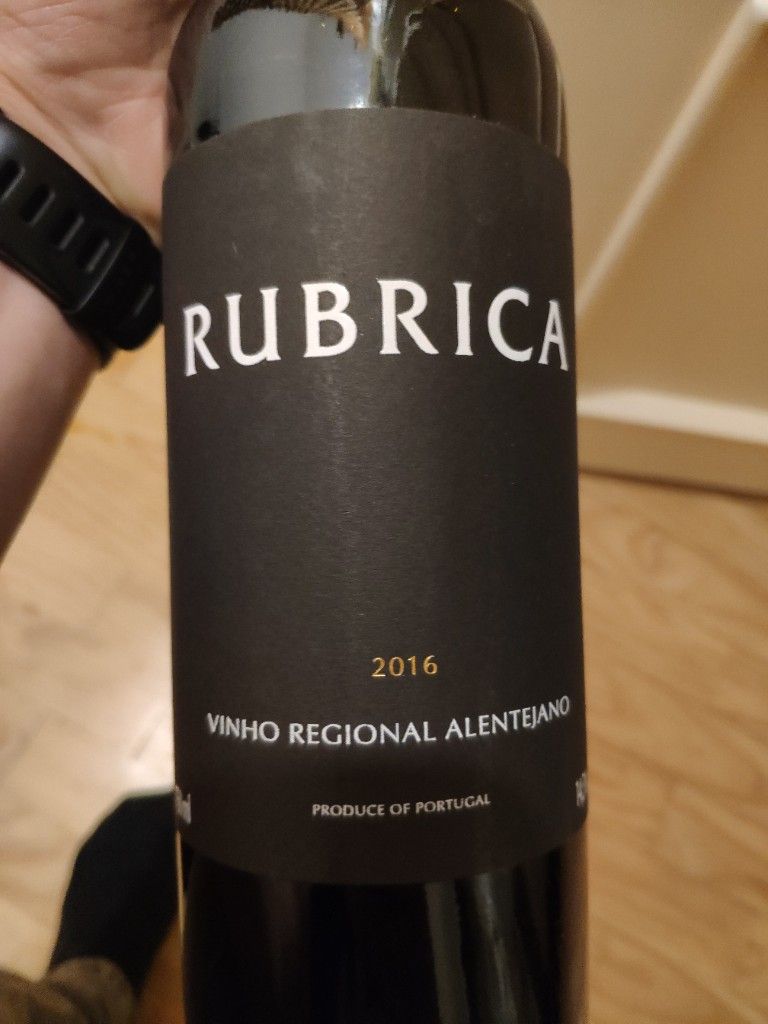 RUBRICA
2016
VINHO REGIONAL ALENTEJANO
PRODUCE OF PORTUGAL